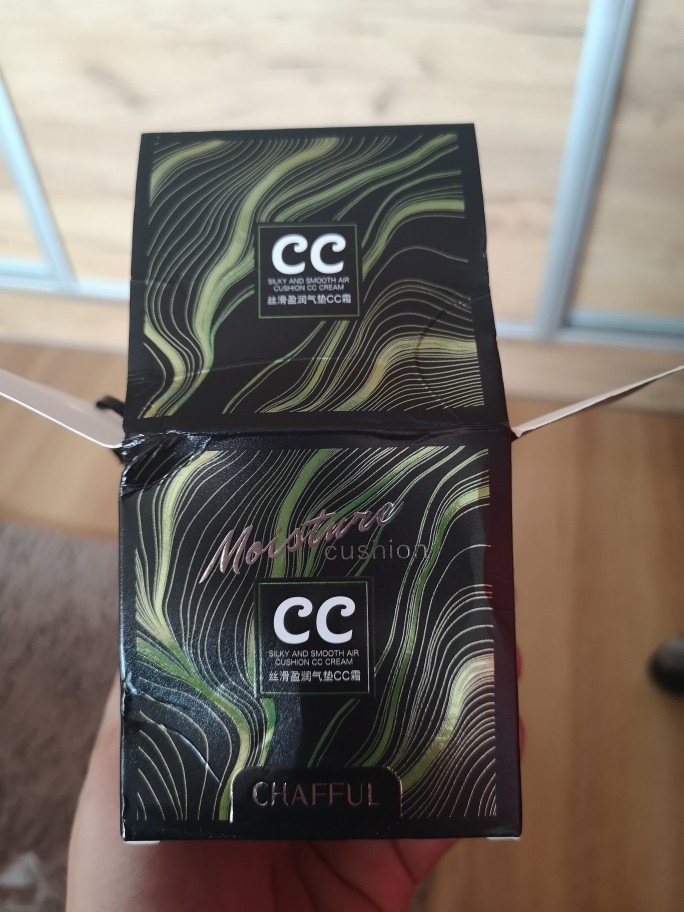 CC
SILKY AND SMOOTH AIR
CUSHION CC CREAM
丝滑盈润气垫CC霜
Moisture
cushion
CC
SILKY AND SMOOTH AIR
CUSHION CC CREAM
丝滑盈润气垫CC霜
CHAFFUL